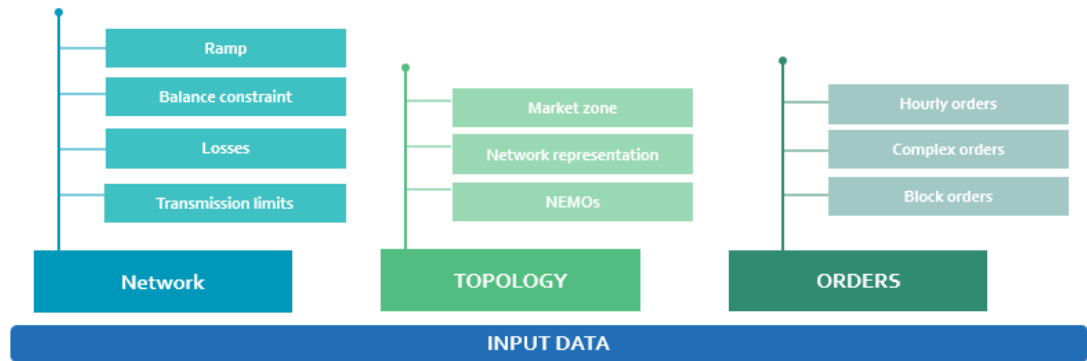 Ramp
Balance constraint
Losses
Transmission limits
Network
Market zone
Network representation
NEMOs
TOPOLOGY
Hourly orders
Complex orders
Block orders
ORDERS
INPUT DATA